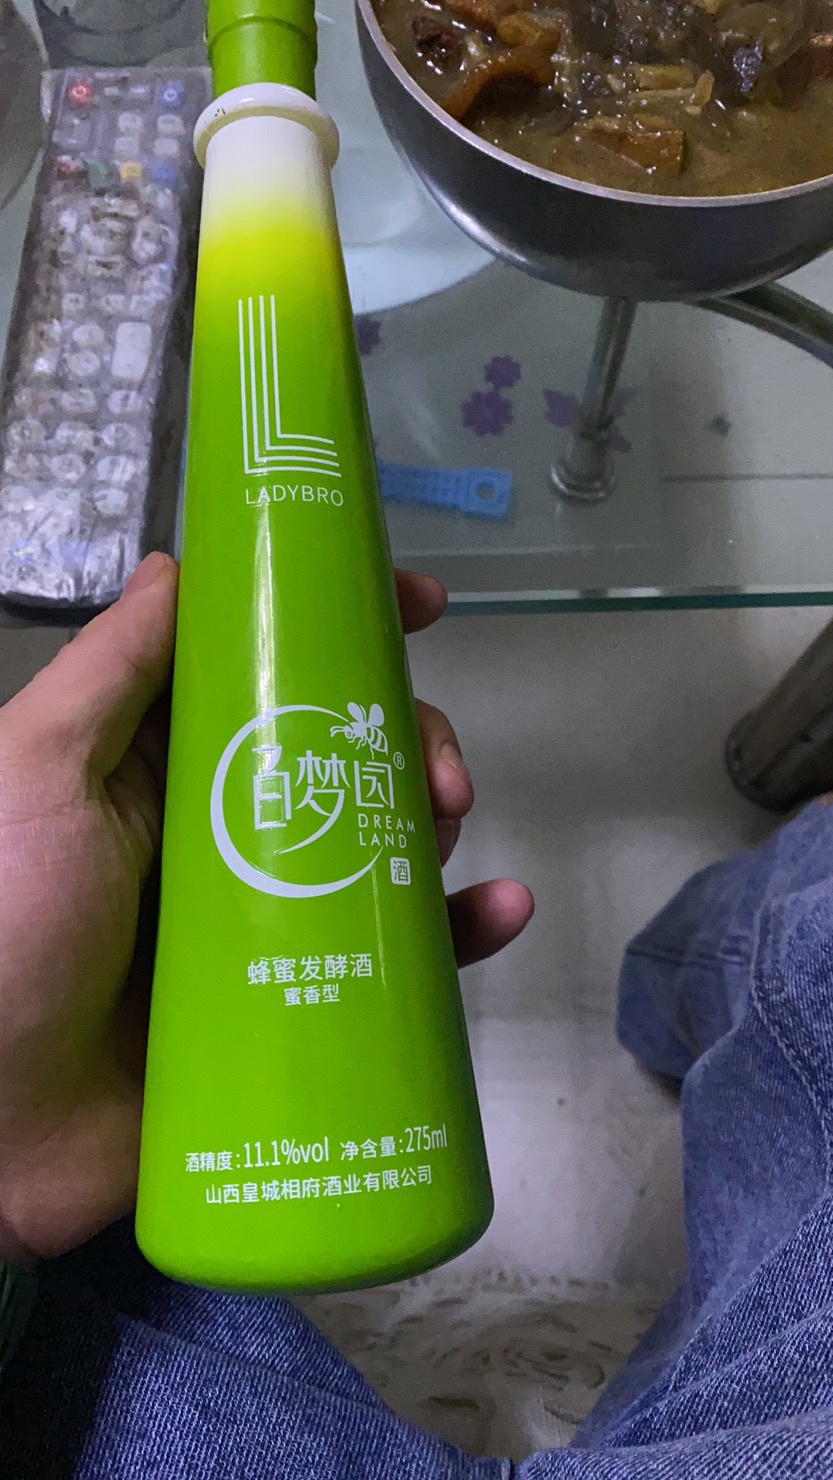 L
LADYBRO
百梦园®
DREAM
LAND
酒
蜂蜜发酵酒
蜜香型
酒精度:11.1%vol 净含量:275ml
山西皇城相府酒业有限公司